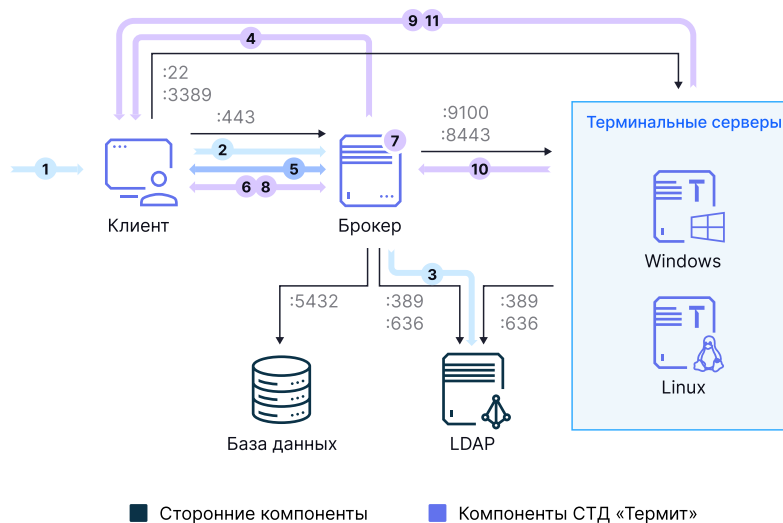 9 11
4
:22
:3389
:443
:9100
:8443
Терминальные серверы
7
1
2
5
6 8
10
Клиент
Брокер
Windows
3
:5432
:389
:636
:389
:636
Linux
База данных
LDAP
Сторонние компоненты
Компоненты СТД «Термит»